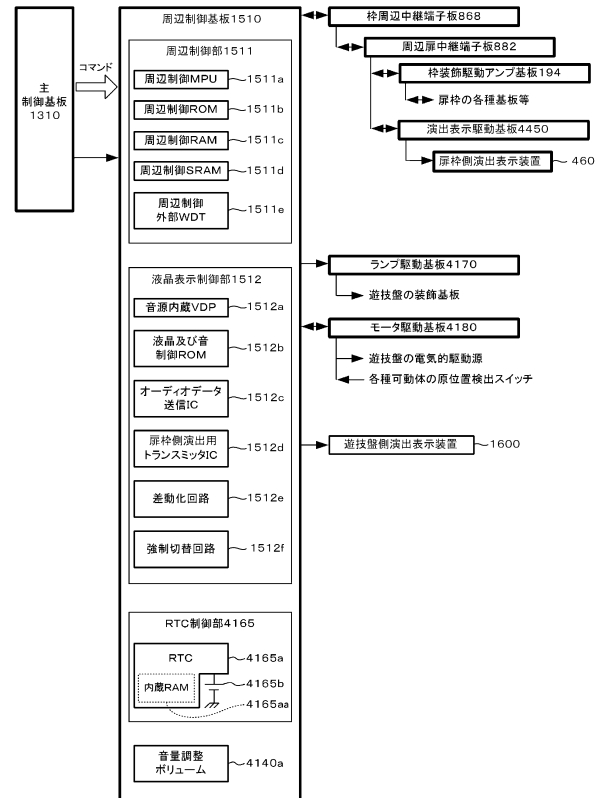 主
制御基板
1310
コマンド
周辺制御基板1510
周辺制御部1511
周辺制御MPU
1511a
周辺制御ROM
1511b
周辺制御RAM
1511c
周辺制御SRAM
1511d
周辺制御
外部WDT
1511e
液晶表示制御部1512
音源内蔵VDP
1512a
液晶及び音
制御ROM
1512b
オーディオデータ
送信IC
1512c
扉枠側演出用
トランスミッタIC
1512d
差動化回路
1512e
強制切替回路
1512f
RTC制御部4165
RTC
4165a
内蔵RAM
4165b
4165aa
音量調整
ボリューム
4140a
枠周辺中継端子板868
周辺扉中継端子板882
枠装飾駆動アンプ基板194
扉枠の各種基板等
演出表示駆動基板4450
扉枠側演出表示装置
460
ランプ駆動基板4170
遊技盤の装飾基板
モータ駆動基板4180
遊技盤の電気的駆動源
各種可動体の原位置検出スイッチ
遊技盤側演出表示装置
1600